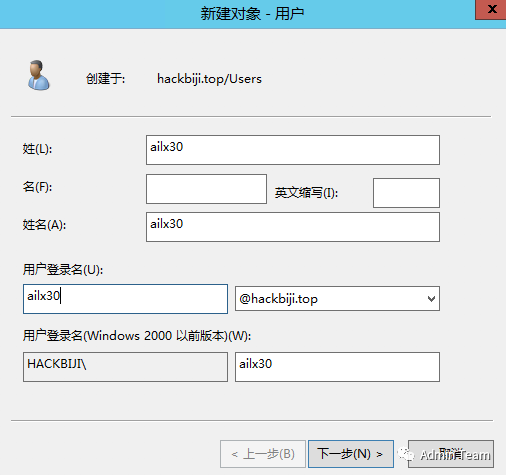 新建对象 - 用户
x
创建于: hackbiji.top/Users
姓(L): ailx30
名(F): 英文缩写(I):
姓名(A): ailx30
用户登录名(U):
ailx30 @hackbiji.top
用户登录名(Windows 2000 以前版本)(W):
HACKBIJI\ ailx30
< 上一步(B) 下一步(N) > 取消
Admin Team